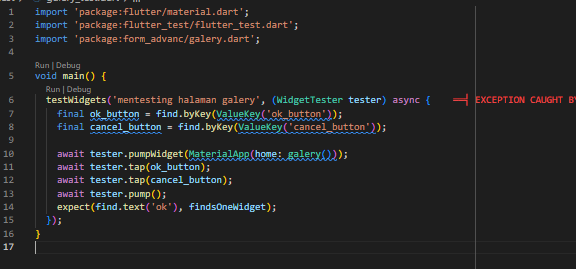 1 import 'package:flutter/material.dart';
2 import 'package:flutter_test/flutter_test.dart';
3 import 'package:form_advanc/galery.dart';
4
Run | Debug
5 void main() {
Run | Debug
6 testWidgets('mentesting halaman galery', (WidgetTester tester) async { ══╡ EXCEPTION CAUGHT BY
7 final ok_button = find.byKey(ValueKey('ok_button'));
8 final cancel_button = find.byKey(ValueKey('cancel_button'));
9
10 await tester.pumpWidget(MaterialApp(home: galery()));
11 await tester.tap(ok_button);
12 await tester.tap(cancel_button);
13 await tester.pump();
14 expect(find.text('ok'), findsOneWidget);
15 });
16 }
17